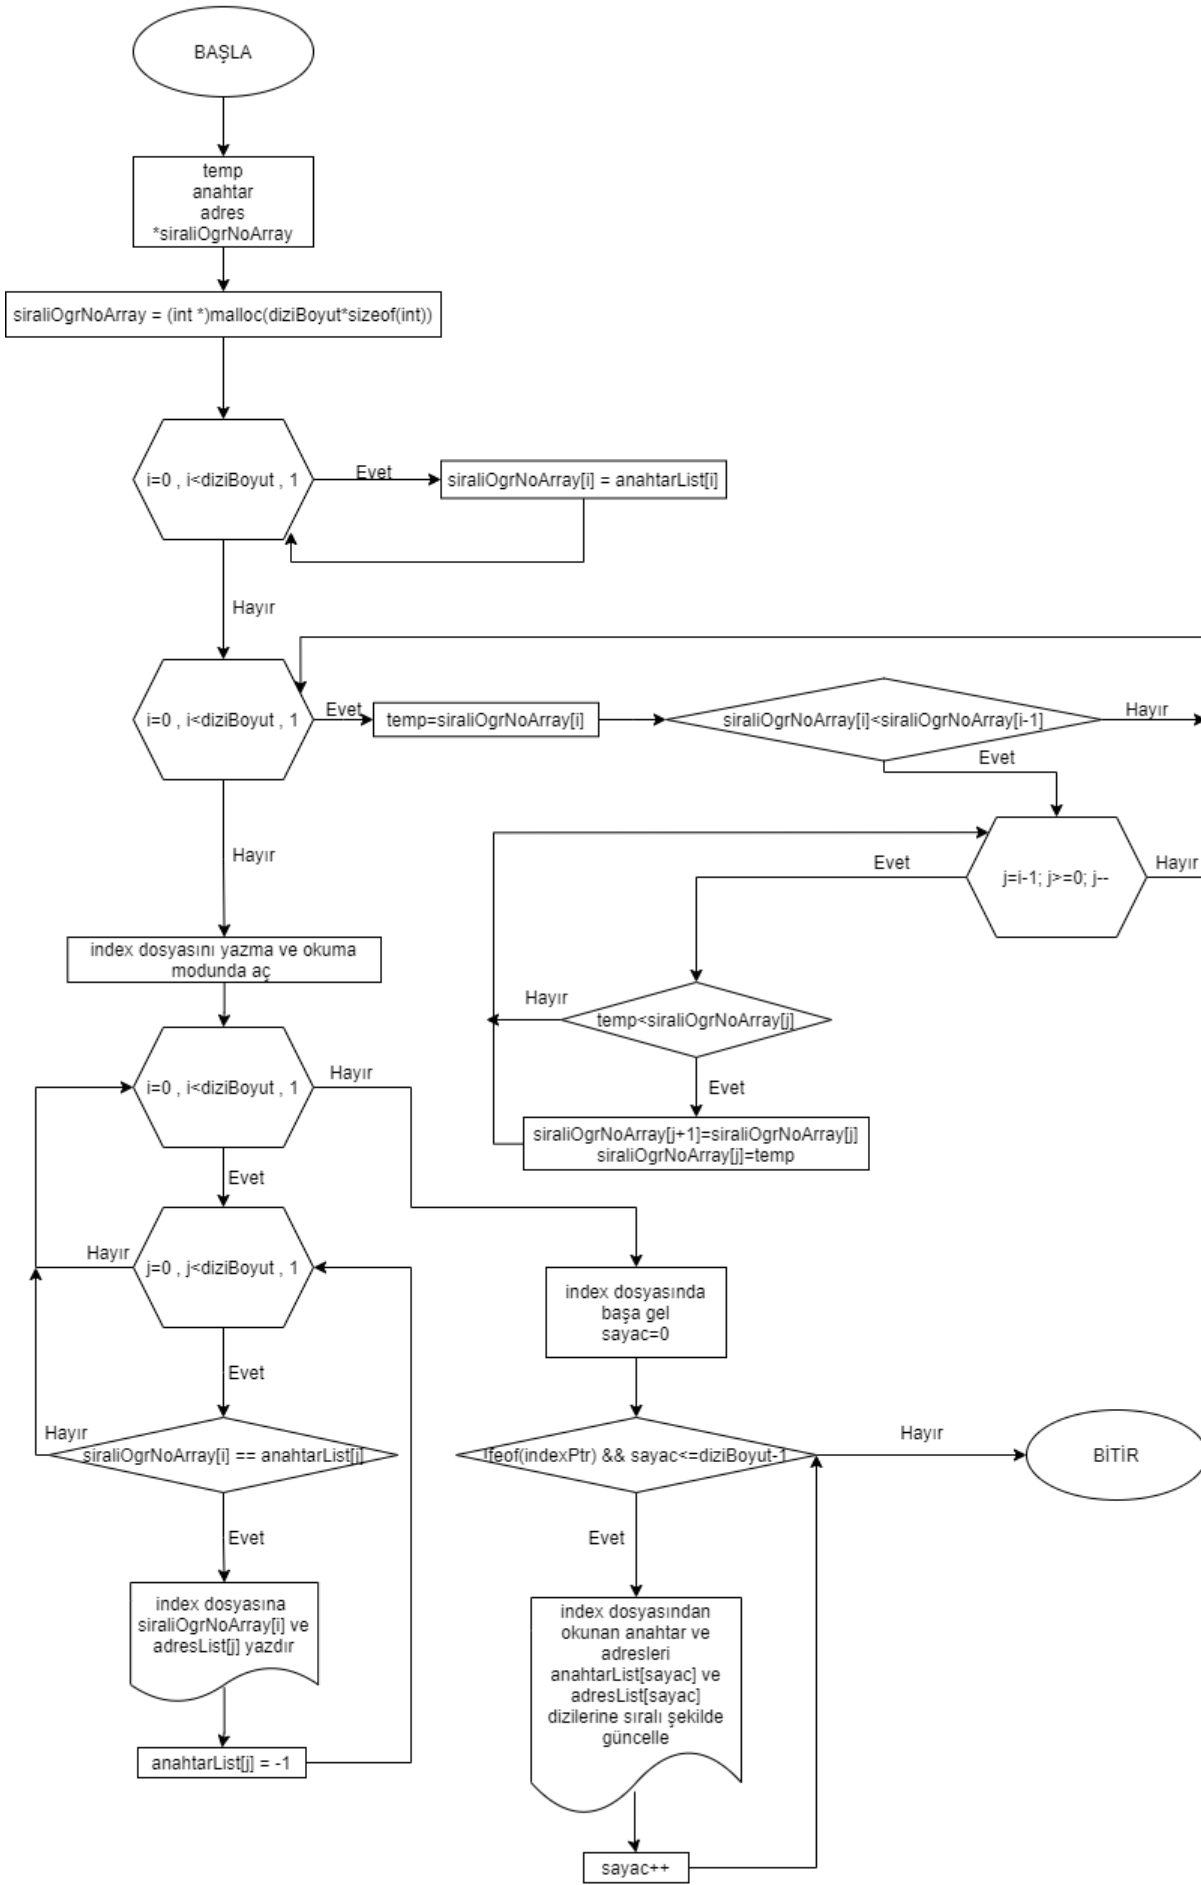 BAŞLA
temp
anahtar
adres
*siraliOgrNoArray
siraliOgrNoArray = (int *)malloc(diziBoyut*sizeof(int))
i=0 , i<diziBoyut , 1
Evet
siraliOgrNoArray[i] = anahtarList[i]
Hayır
i=0 , i<diziBoyut , 1
Evet
temp=siraliOgrNoArray[i]
siraliOgrNoArray[i]<siraliOgrNoArray[i-1]
Hayır
Evet
Hayır
j=i-1; j>=0; j--
Evet
Hayır
index dosyasını yazma ve okuma
modunda aç
temp<siraliOgrNoArray[j]
Hayır
Evet
siraliOgrNoArray[j+1]=siraliOgrNoArray[j]
siraliOgrNoArray[j]=temp
i=0 , i<diziBoyut , 1
Hayır
Evet
j=0 , j<diziBoyut , 1
Hayır
Evet
siraliOgrNoArray[i] == anahtarList[j]
Hayır
Evet
index dosyasına
siraliOgrNoArray[i] ve
adresList[j] yazdır
anahtarList[j] = -1
index dosyasında
başa gel
sayac=0
!feof(indexPtr) && sayac<=diziBoyut-1
Hayır
BİTİR
Evet
index dosyasından
okunan anahtar ve
adresleri
anahtarList[sayac] ve
adresList[sayac]
dizilerine sıralı şekilde
güncelle
sayac++